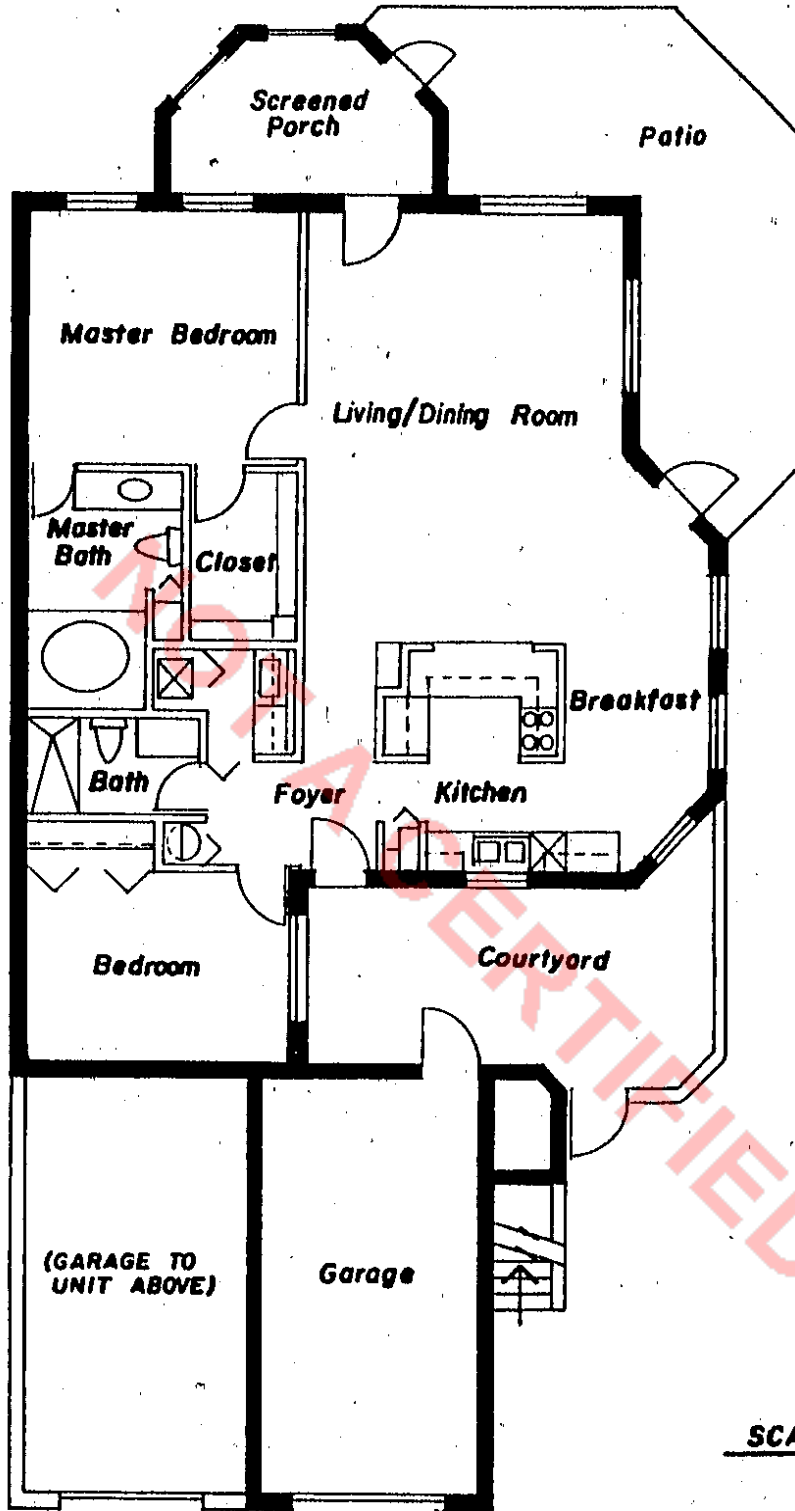 Screened
Porch
Patio
Master Bedroom
Living/Dining Room
Master
Bath
Closet
Breakfast
Bath
Foyer
Kitchen
Bedroom
Courtyard
(GARAGE TO
UNIT ABOVE)
Garage
NOT A CERTIFIED